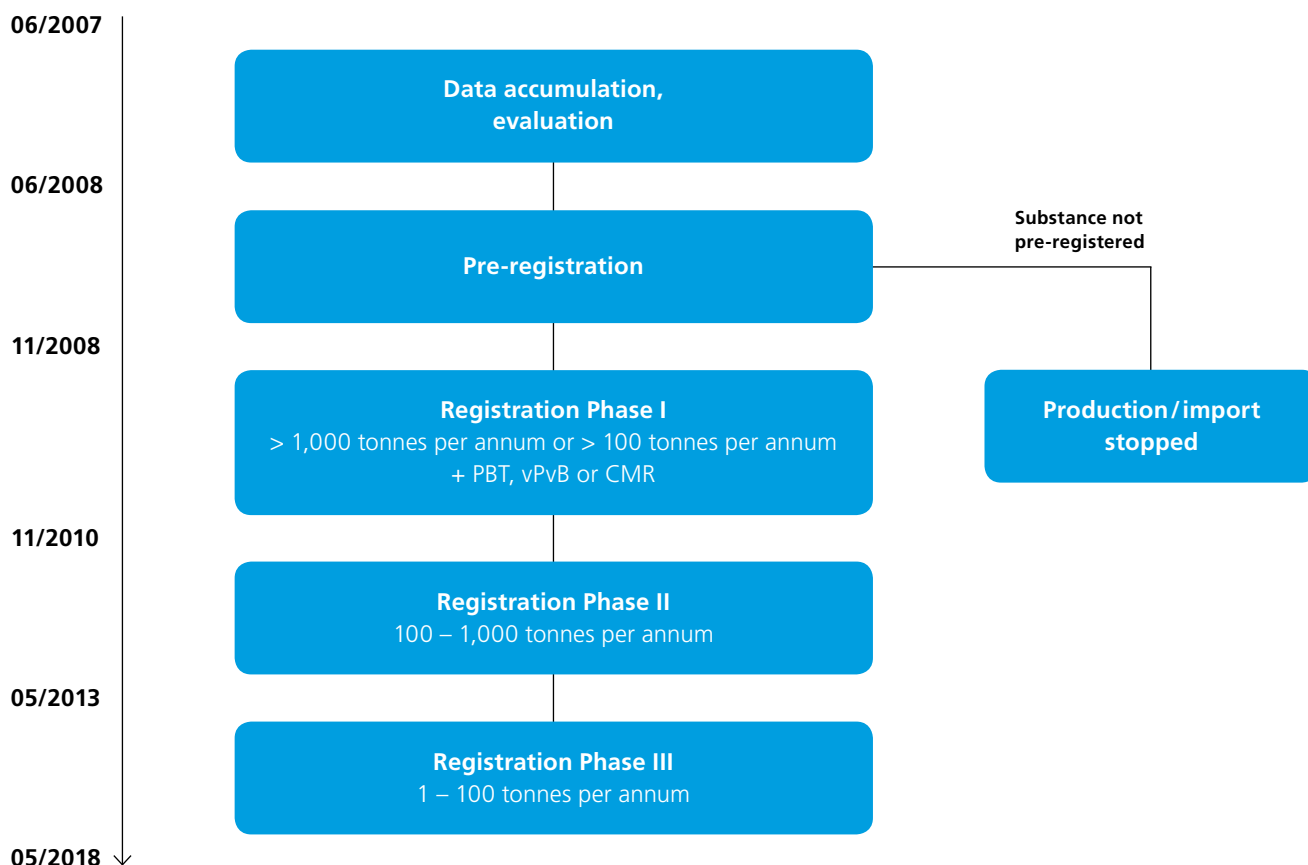 06/2007
Data accumulation,
evaluation
06/2008
Substance not
pre-registered
Pre-registration
11/2008
Registration Phase I
> 1,000 tonnes per annum or > 100 tonnes per annum
+ PBT, vPvB or CMR
Production/import
stopped
11/2010
Registration Phase II
100 – 1,000 tonnes per annum
05/2013
Registration Phase III
1 – 100 tonnes per annum
05/2018